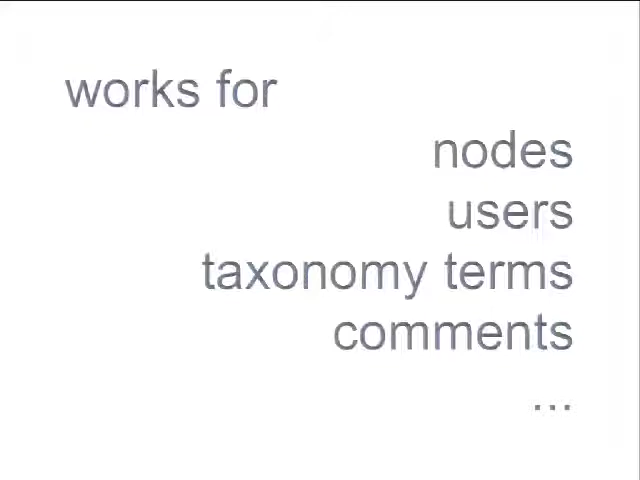 works for
nodes
users
taxonomy terms
comments
...